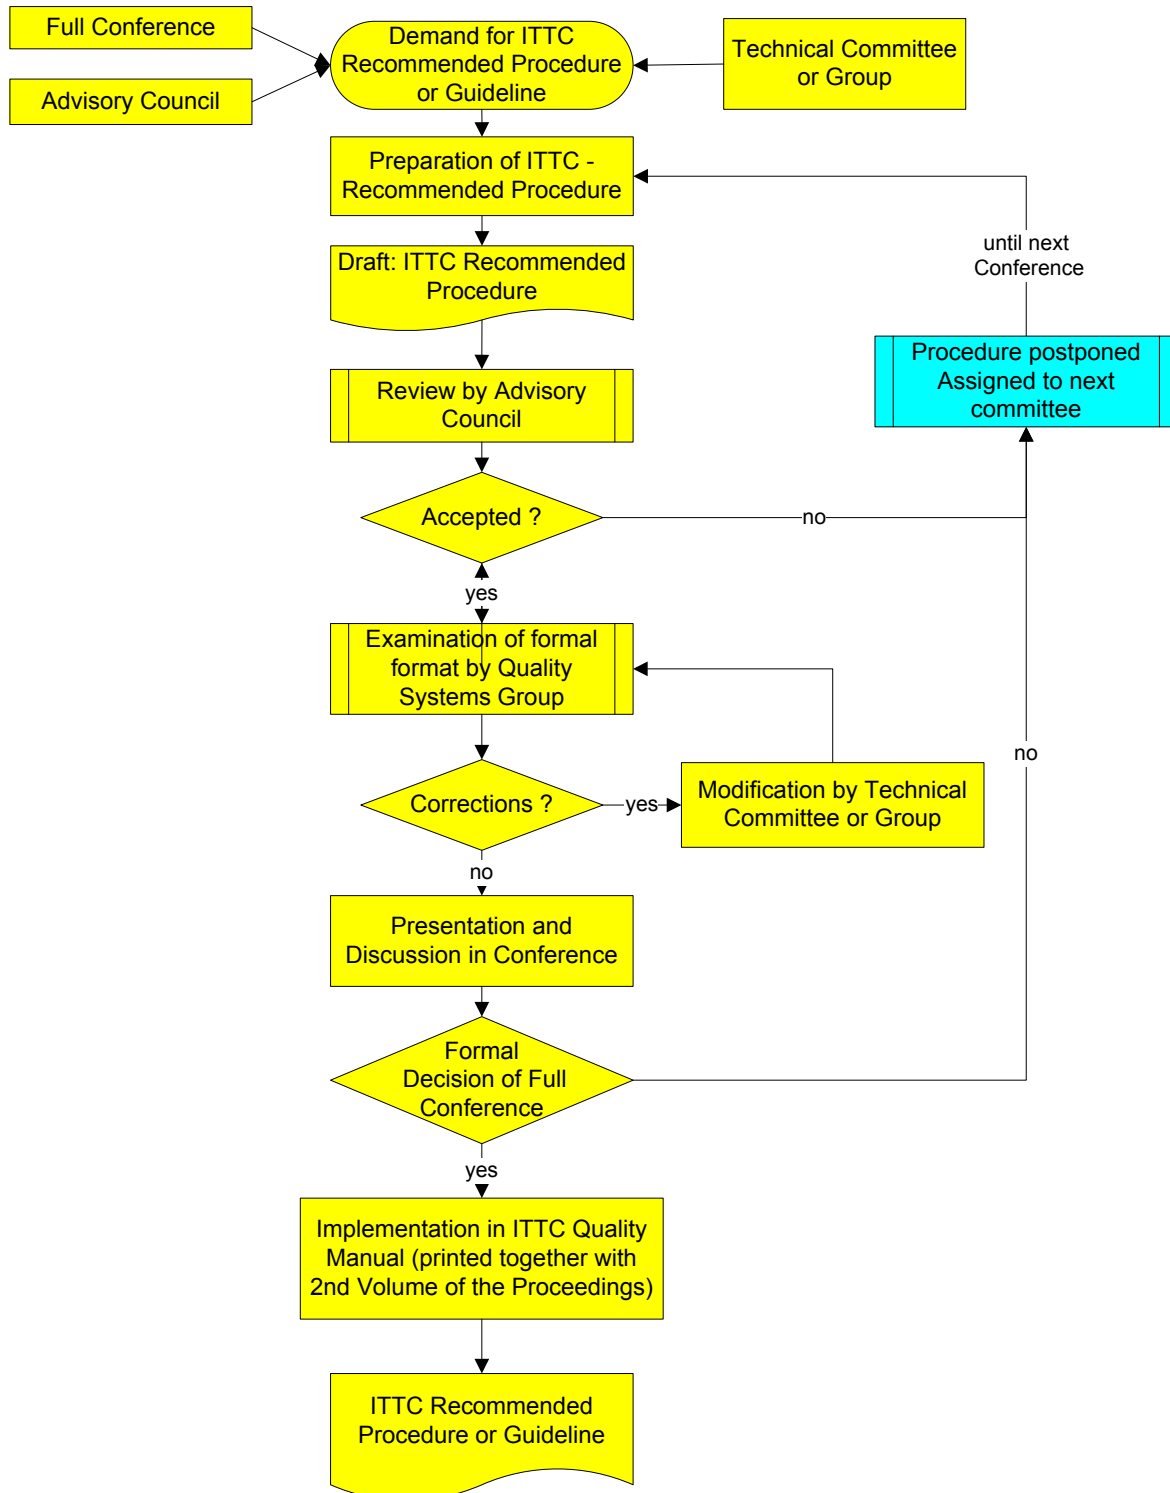 Full Conference
Advisory Council
Demand for ITTC
Recommended Procedure
or Guideline
Technical Committee
or Group
Preparation of ITTC -
Recommended Procedure
until next
Conference
Draft: ITTC Recommended
Procedure
Procedure postponed
Assigned to next
committee
Review by Advisory
Council
Accepted ?
no
yes
Examination of formal
format by Quality
Systems Group
no
Corrections ?
yes
Modification by Technical
Committee or Group
no
Presentation and
Discussion in Conference
Formal
Decision of Full
Conference
yes
Implementation in ITTC Quality
Manual (printed together with
2nd Volume of the Proceedings)
ITTC Recommended
Procedure or Guideline